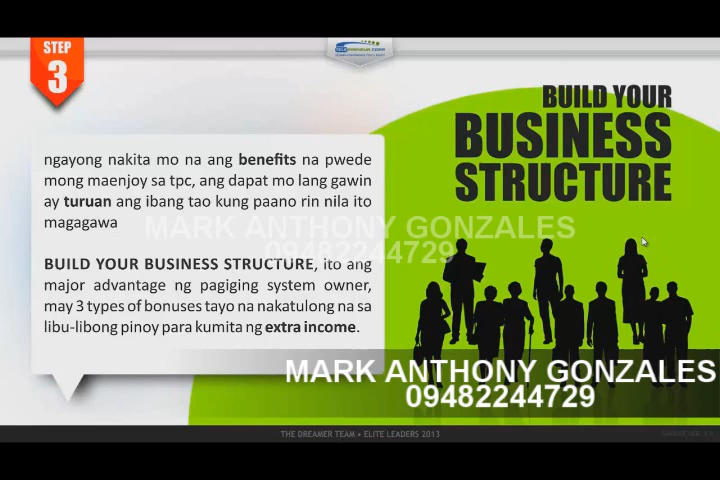 STEP
3
BUILD YOUR
BUSINESS
STRUCTURE
ngayong nakita mo na ang benefits na pwede
mong maenjoy sa tpc, ang dapat mo lang gawin
ay turuan ang ibang tao kung paano rin nila ito
magagawa
MARK ANTHONY GONZALES
09482244729
BUILD YOUR BUSINESS STRUCTURE, ito ang
major advantage ng pagiging system owner,
may 3 types of bonuses tayo na nakatulong na sa
libu-libong pinoy para kumita ng extra income.
MARK ANTHONY GONZALES
09482244729
THE DREAMER TEAM • ELITE LEADERS 2013